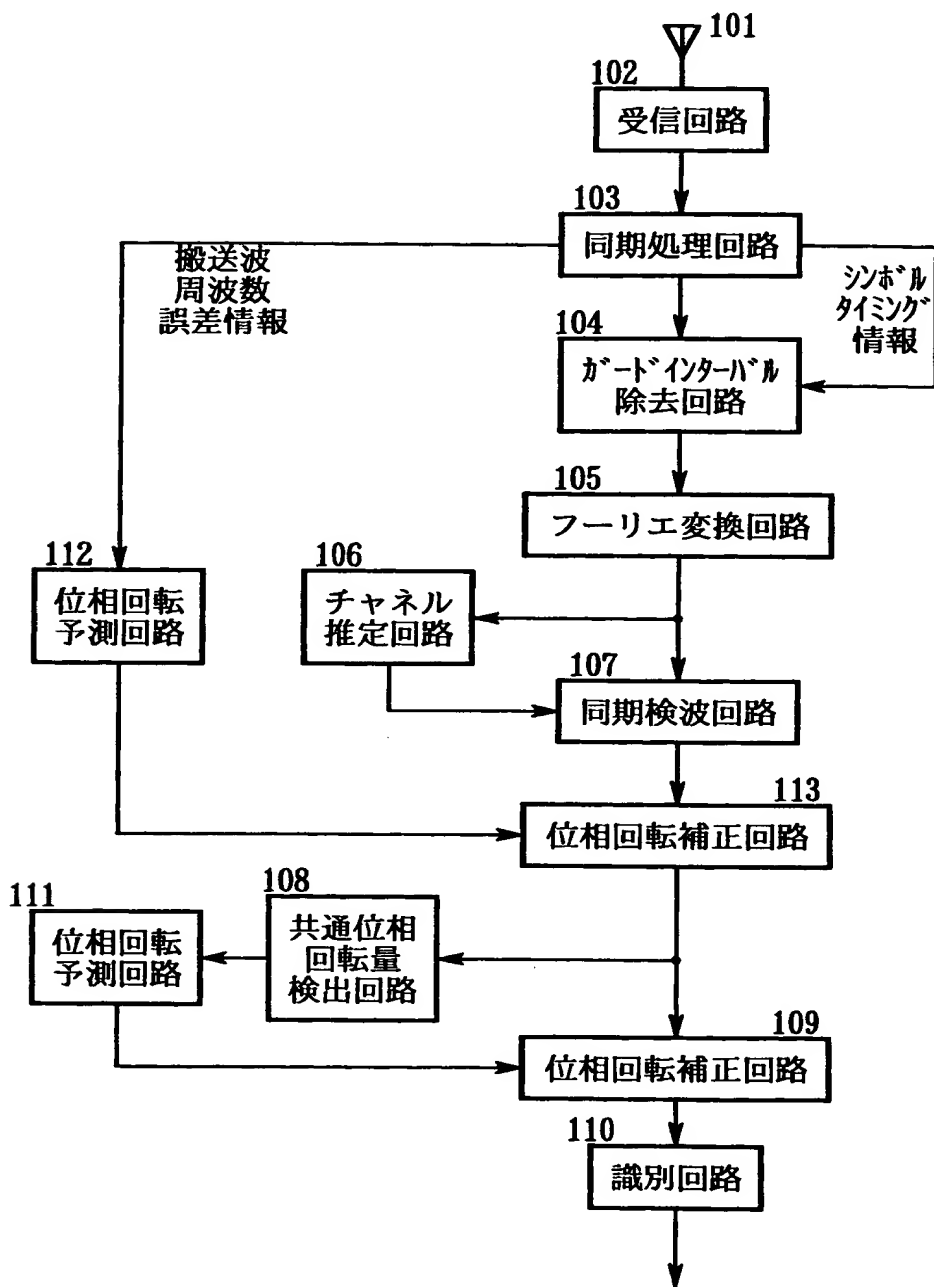 101
102
受信回路
103
同期処理回路
搬送波
周波数
誤差情報
シンボル
タイミング
情報
104
ガードインターバル
除去回路
105
フーリエ変換回路
112
位相回転
予測回路
106
チャネル
推定回路
107
同期検波回路
113
位相回転補正回路
111
位相回転
予測回路
108
共通位相
回転量
検出回路
109
位相回転補正回路
110
識別回路